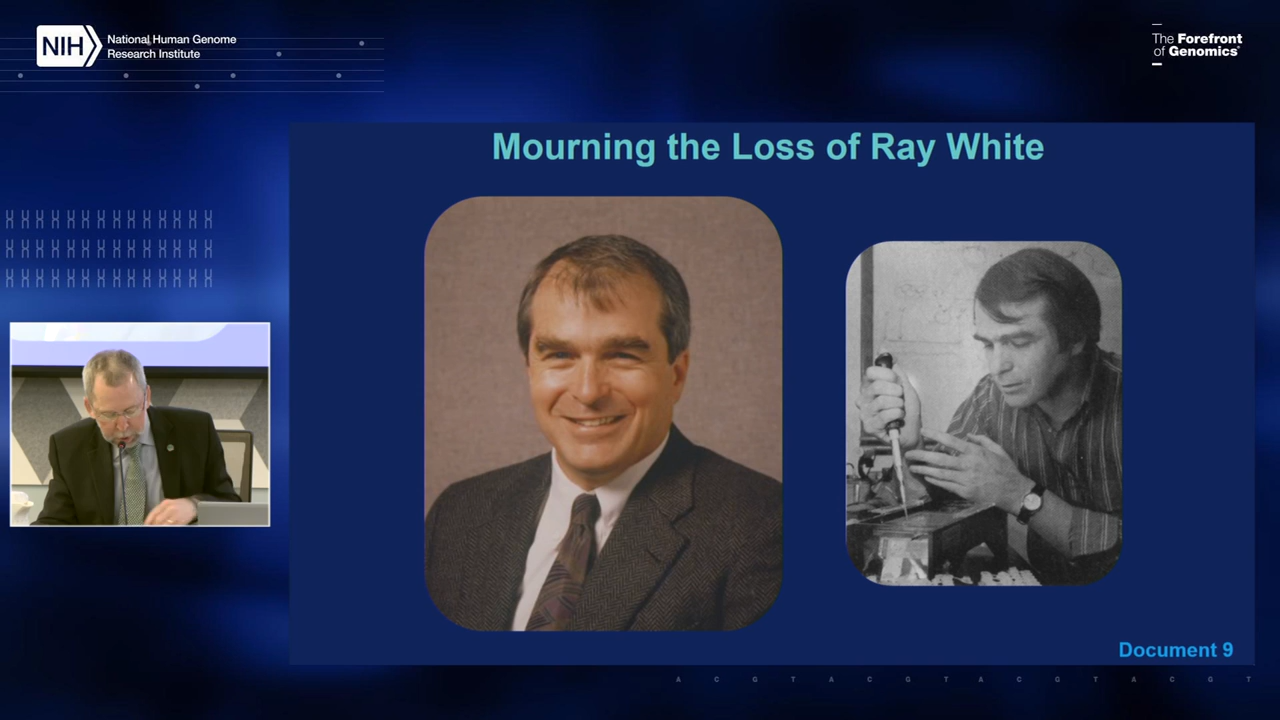 NIH
National Human Genome
Research Institute
The Forefront
of Genomics®
Mourning the Loss of Ray White
Document 9
A C G T A C G T A C G T A C G T